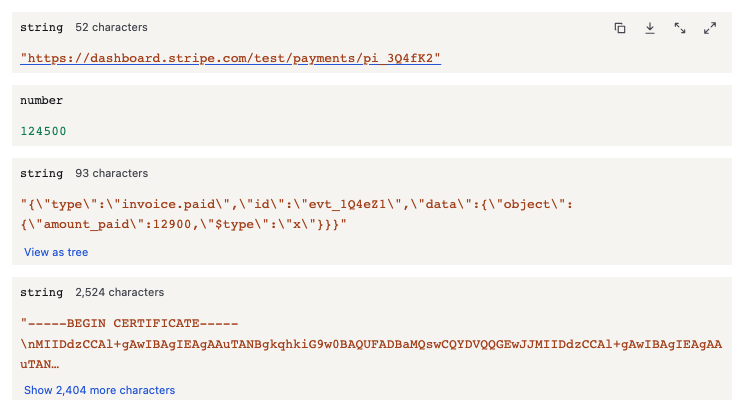 string 52 characters
"https://dashboard.stripe.com/test/payments/pi_3Q4fK2"
number
124500
string 93 characters
"{\"type\":\"invoice.paid\",\"id\":\"evt_1Q4eZ1\",\"data\":{\"object\":
{\"amount_paid\":12900,\"$type\":\"x\"}}}"
View as tree
string 2,524 characters
"-----BEGIN CERTIFICATE-----
\nMIIDdzCCAl+gAwIBAgIEAgAAuTANBgkqhkiG9w0BAQUFADBaMQswCQYDVQQGEwJJMIIDdzCCAl+gAwIBAgIEAgAA
uTAN…
Show 2,404 more characters